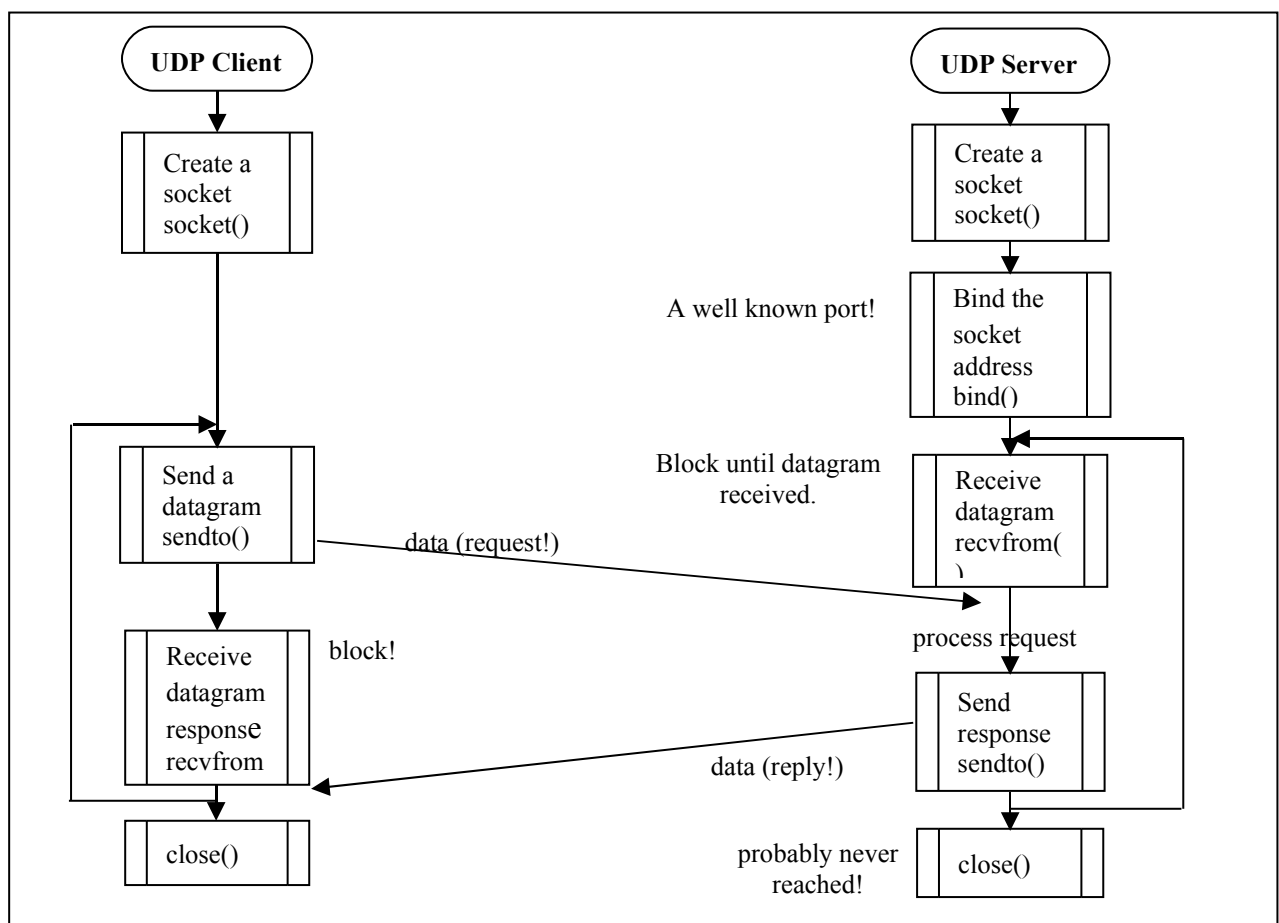 UDP Client
Create a
socket
socket()
Send a
datagram
sendto()
data (request!)
Receive
datagram
response
recvfrom
block!
close()
UDP Server
Create a
socket
socket()
A well known port!
Bind the
socket
address
bind()
Block until datagram
received.
Receive
datagram
recvfrom(
)
process request
Send
response
sendto()
data (reply!)
probably never
reached!
close()